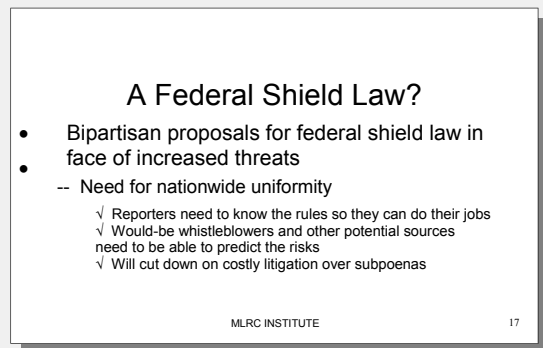 A Federal Shield Law?
• Bipartisan proposals for federal shield law in
face of increased threats
•
-- Need for nationwide uniformity
√ Reporters need to know the rules so they can do their jobs
√ Would-be whistleblowers and other potential sources
need to be able to predict the risks
√ Will cut down on costly litigation over subpoenas
MLRC INSTITUTE
17